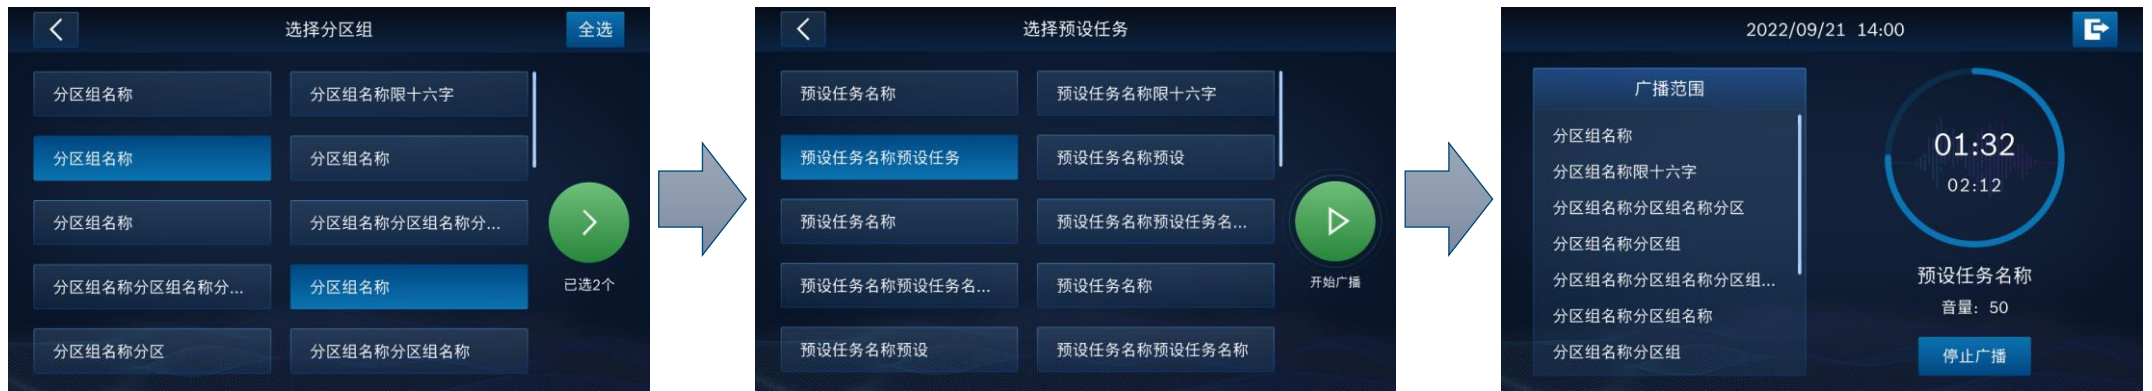 选择分区组
全选
分区组名称
分区组名称限十六字
分区组名称
分区组名称
分区组名称
分区组名称分区组名称分...
分区组名称分区组名称分...
分区组名称
分区组名称分区
分区组名称分区组名称
已选2个
选择预设任务
预设任务名称
预设任务名称限十六字
预设任务名称预设任务
预设任务名称预设
预设任务名称
预设任务名称预设任务名...
预设任务名称预设任务名...
预设任务名称
预设任务名称预设
预设任务名称预设任务名称
开始广播
2022/09/21 14:00
广播范围
分区组名称
分区组名称限十六字
分区组名称分区组名称分区
分区组名称分区组
分区组名称分区组名称分区组...
分区组名称分区组名称
分区组名称分区组
01:32
02:12
预设任务名称
音量: 50
停止广播